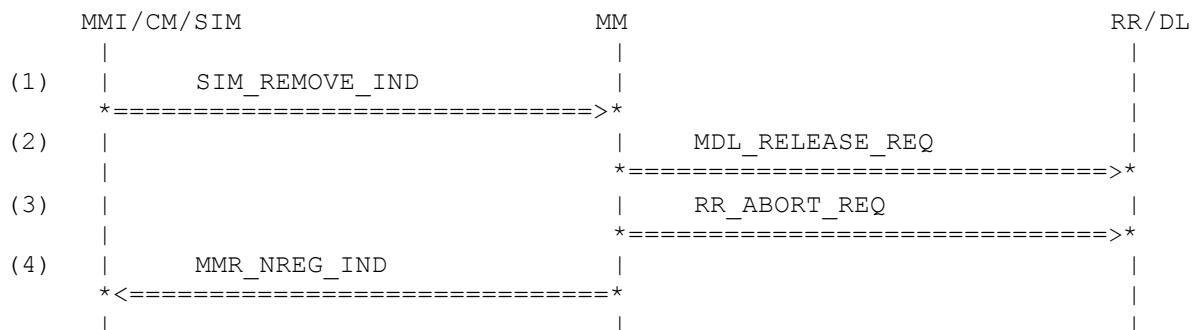 MMI/CM/SIM MM RR/DL
| | |
(1) | SIM_REMOVE_IND | |
*==============================>* |
(2) | | MDL_RELEASE_REQ |
| *==============================>*
(3) | | RR_ABORT_REQ |
| *==============================>*
(4) | MMR_NREG_IND | |
*<==============================* |
| | |